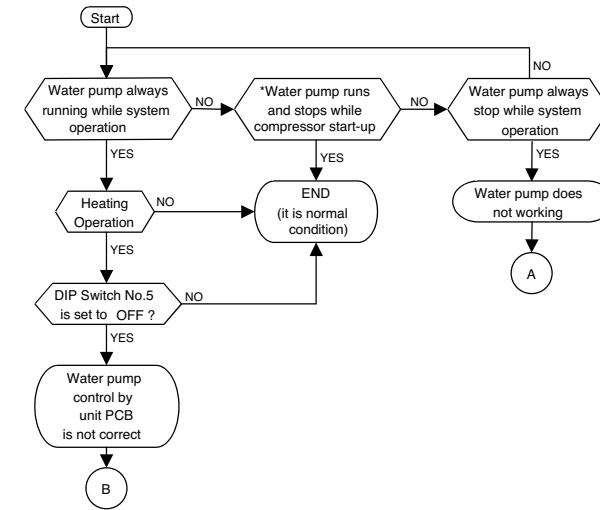 Start
NO
Water pump always
running while system
operation
NO
*Water pump runs
and stops while
compressor start-up
NO
Water pump always
stop while system
operation
YES
YES
YES
Heating
Operation
NO
END
(it is normal
condition)
Water pump does
not working
YES
A
DIP Switch No.5
is set to OFF ?
NO
YES
Water pump
control by
unit PCB
is not correct
B